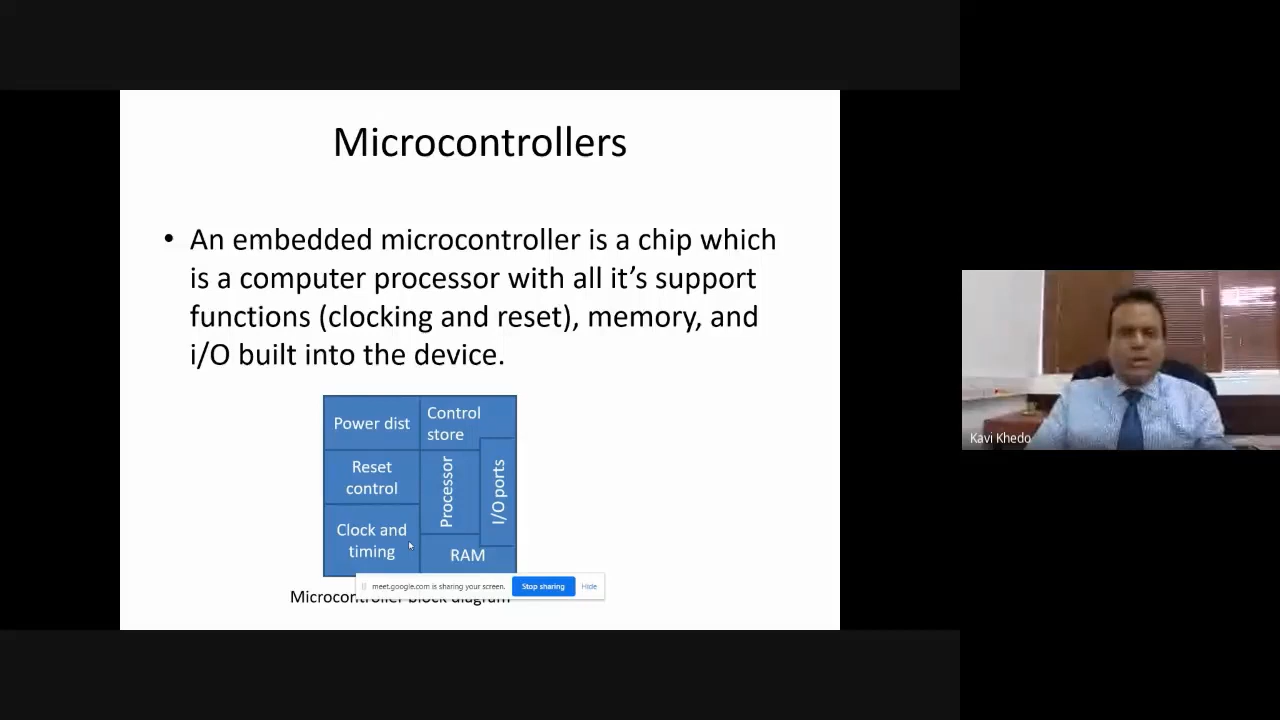 Microcontrollers
• An embedded microcontroller is a chip which
is a computer processor with all it's support
functions (clocking and reset), memory, and
i/O built into the device.
Power dist
Control
store
Reset
control
Processor
I/O ports
Clock and
timing
RAM
meet.google.com is sharing your screen.
Stop sharing
Hide
Microcontroller block diagram
Kavi Khedo